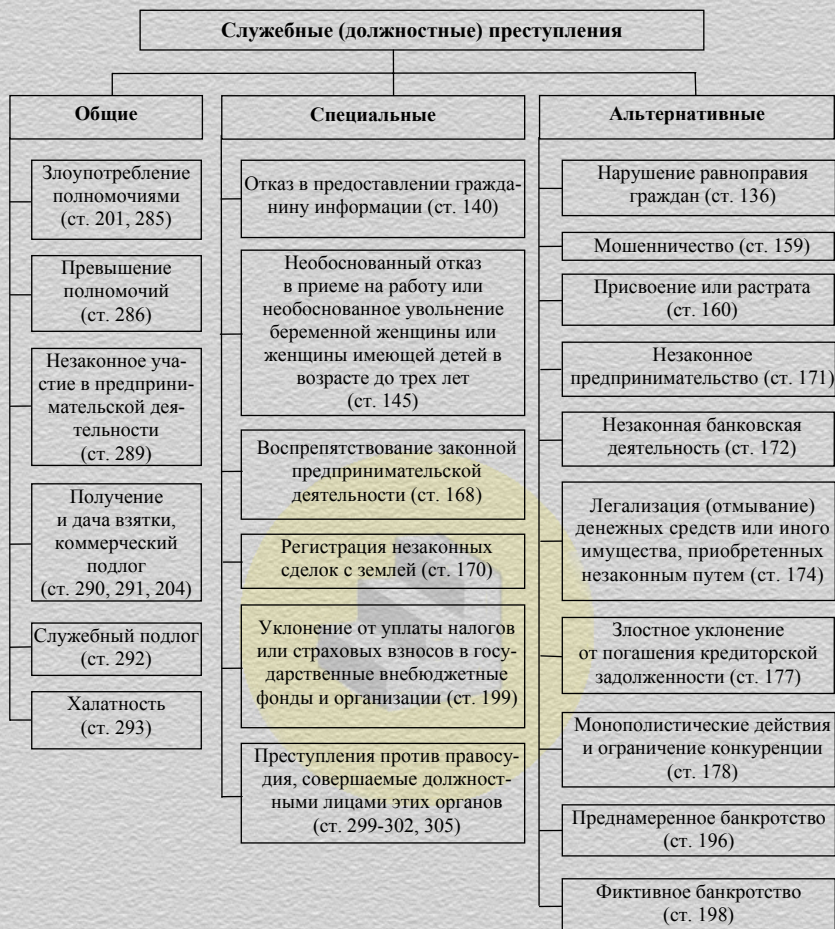 Служебные (должностные) преступления
Общие
Злоупотребление
полномочиями
(ст. 201, 285)
Превышение
полномочий
(ст. 286)
Незаконное уча-
стие в предприни-
мательской дея-
тельности
(ст. 289)
Получение
и дача взятки,
коммерческий
подлог
(ст. 290, 291, 204)
Служебный подлог
(ст. 292)
Халатность
(ст. 293)
Специальные
Отказ в предоставлении гражда-
нину информации (ст. 140)
Необоснованный отказ
в приеме на работу или
необоснованное увольнение
беременной женщины или
женщины имеющей детей в
возрасте до трех лет
(ст. 145)
Воспрепятствование законной
предпринимательской
деятельности (ст. 168)
Регистрация незаконных
сделок с землей (ст. 170)
Уклонение от уплаты налогов
или страховых взносов в госу-
дарственные внебюджетные
фонды и организации (ст. 199)
Преступления против правосу-
дия, совершаемые должност-
ными лицами этих органов
(ст. 299-302, 305)
Альтернативные
Нарушение равноправия
граждан (ст. 136)
Мошенничество (ст. 159)
Присвоение или растрата
(ст. 160)
Незаконное
предпринимательство (ст. 171)
Незаконная банковская
деятельность (ст. 172)
Легализация (отмывание)
денежных средств или иного
имущества, приобретенных
незаконным путем (ст. 174)
Злостное уклонение
от погашения кредиторской
задолженности (ст. 177)
Монополистические действия
и ограничение конкуренции
(ст. 178)
Преднамеренное банкротство
(ст. 196)
Фиктивное банкротство
(ст. 198)